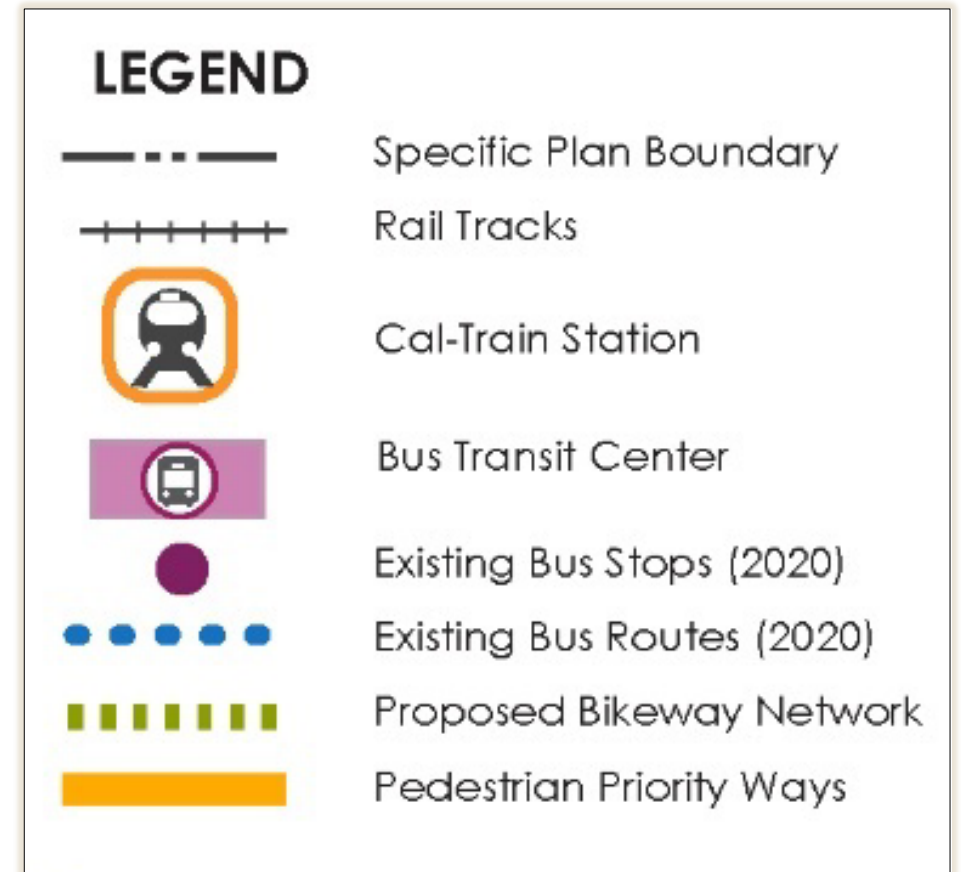 LEGEND
Specific Plan Boundary
Rail Tracks
Cal-Train Station
Bus Transit Center
Existing Bus Stops (2020)
Existing Bus Routes (2020)
Proposed Bikeway Network
Pedestrian Priority Ways